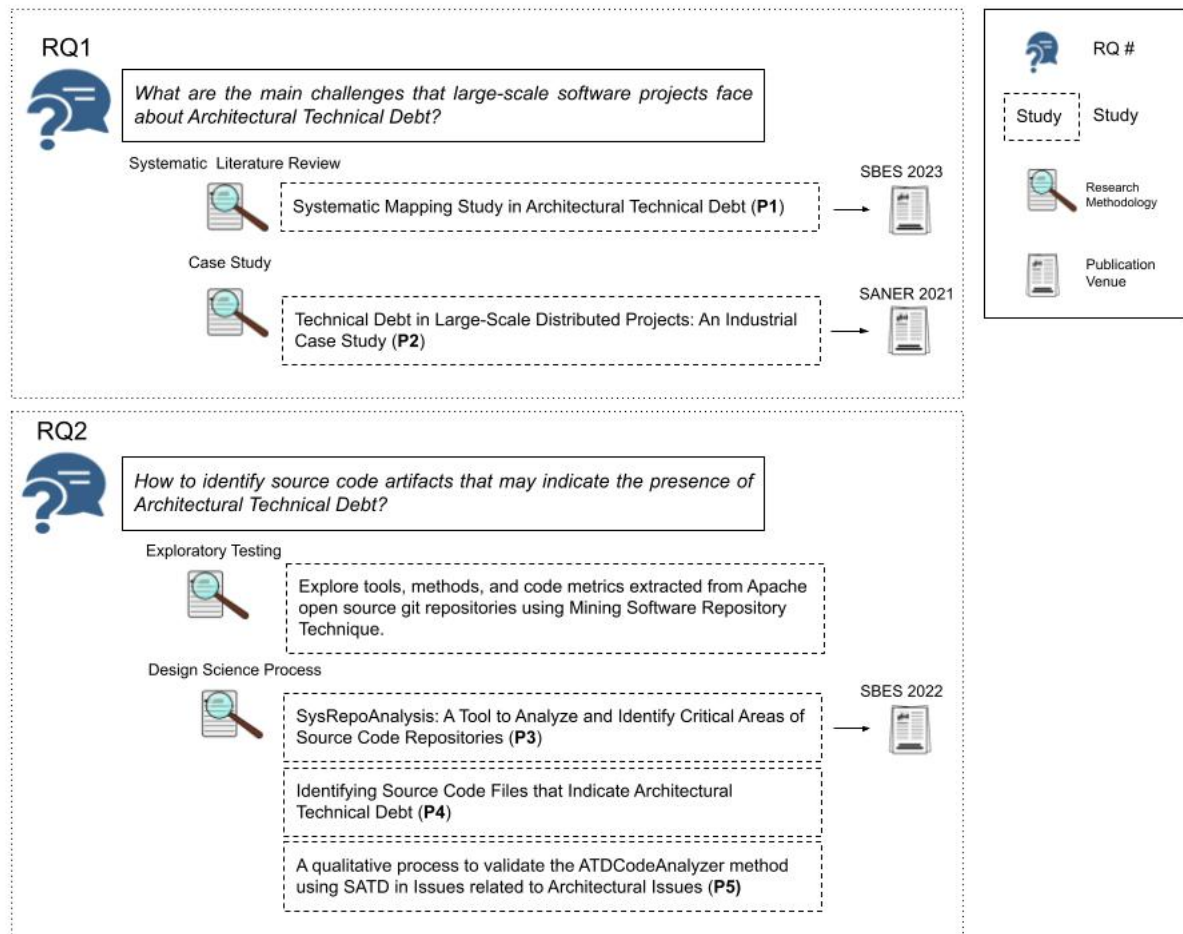 RQ1
What are the main challenges that large-scale software projects face
about Architectural Technical Debt?
Systematic Literature Review
SBES 2023
Systematic Mapping Study in Architectural Technical Debt (P1)
Case Study
SANER 2021
Technical Debt in Large-Scale Distributed Projects: An Industrial
Case Study (P2)
RQ #
Study
Study
Research
Methodology
Publication
Venue
RQ2
How to identify source code artifacts that may indicate the presence of
Architectural Technical Debt?
Exploratory Testing
Explore tools, methods, and code metrics extracted from Apache
open source git repositories using Mining Software Repository
Technique.
Design Science Process
SBES 2022
SysRepoAnalysis: A Tool to Analyze and Identify Critical Areas of
Source Code Repositories (P3)
Identifying Source Code Files that Indicate Architectural
Technical Debt (P4)
A qualitative process to validate the ATDCodeAnalyzer method
using SATD in Issues related to Architectural Issues (P5)